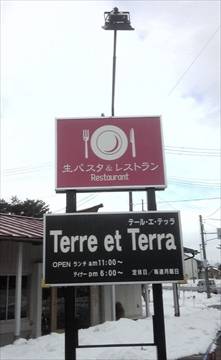 生パスタ&レストラン
Restaurant
テール・エ・テッラ
Terre et Terra
OPEN ランチ am11:00〜
ディナー pm 6:00〜 定休日/毎週月曜日